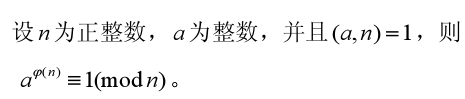 设n为正整数，a为整数，并且(a,n)=1，则
a^{φ(n)}≡1(mod n)。